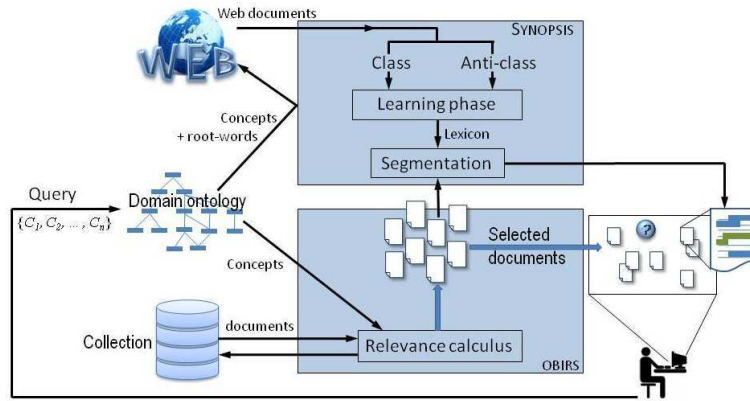 Web documents
SYNOPSIS
WEB
Class
Anti-class
Learning phase
Concepts
+ root-words
Lexicon
Segmentation
Query
Domain ontology
{C1, C2, ... , Cn}
Selected
documents
?
Concepts
documents
Collection
Relevance calculus
OBIRS